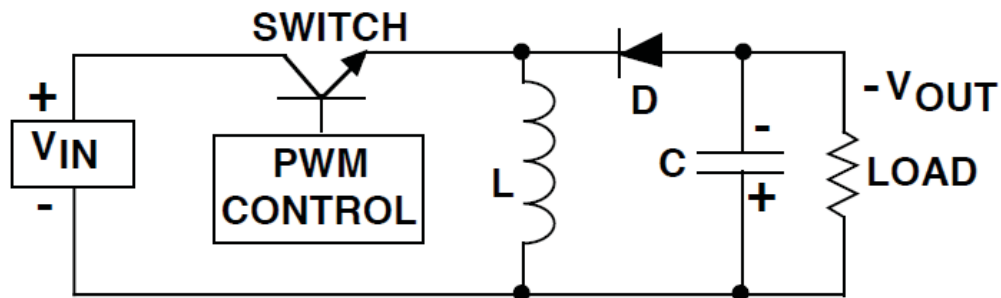 SWITCH
+
VIN
-
PWM
CONTROL
L
D
C
-
+
-VOUT
LOAD